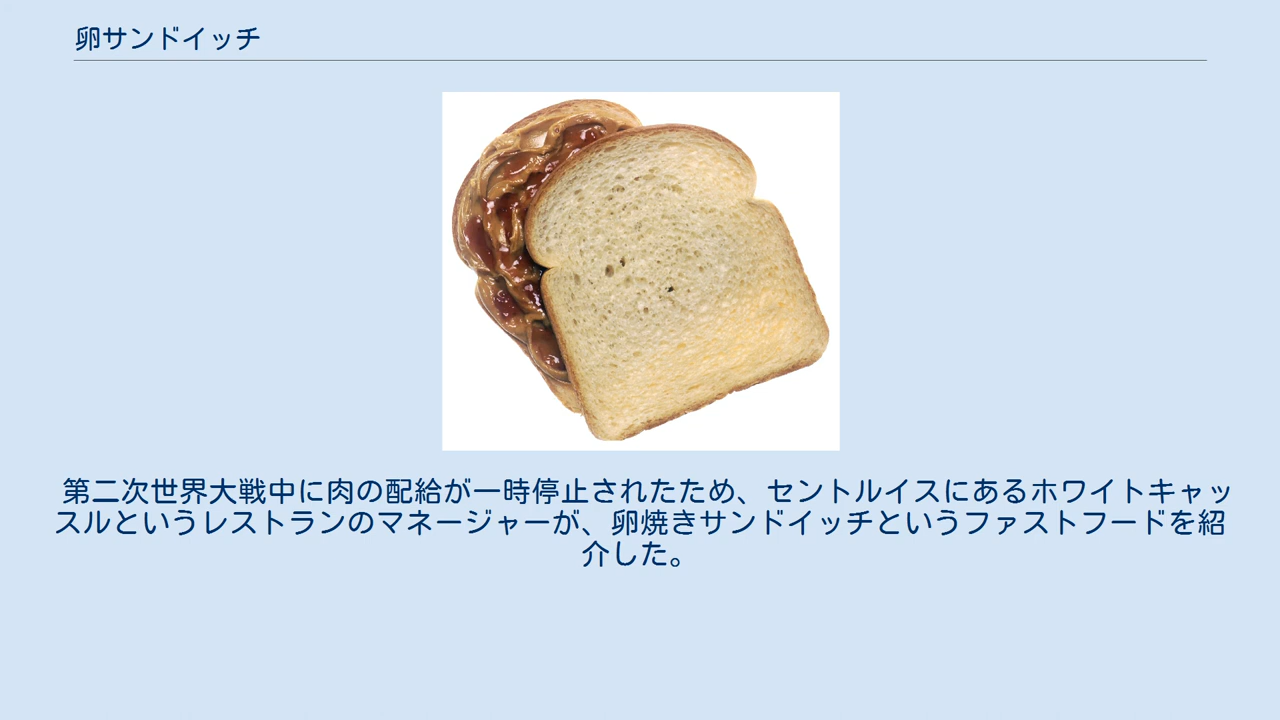 卵サンドイッチ
第二次世界大戦中に肉の配給が一時停止されたため、セントルイスにあるホワイトキャッ
スルというレストランのマネージャーが、卵焼きサンドイッチというファストフードを紹
介した。